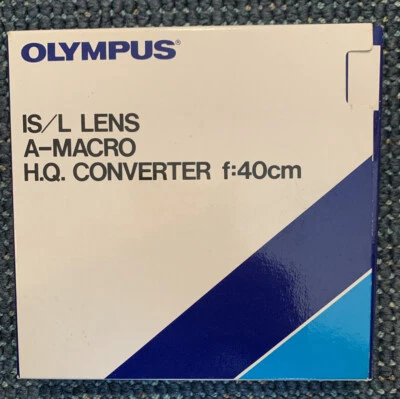 OLYMPUS®
IS/L LENS
A-MACRO
H.Q. CONVERTER f:40cm